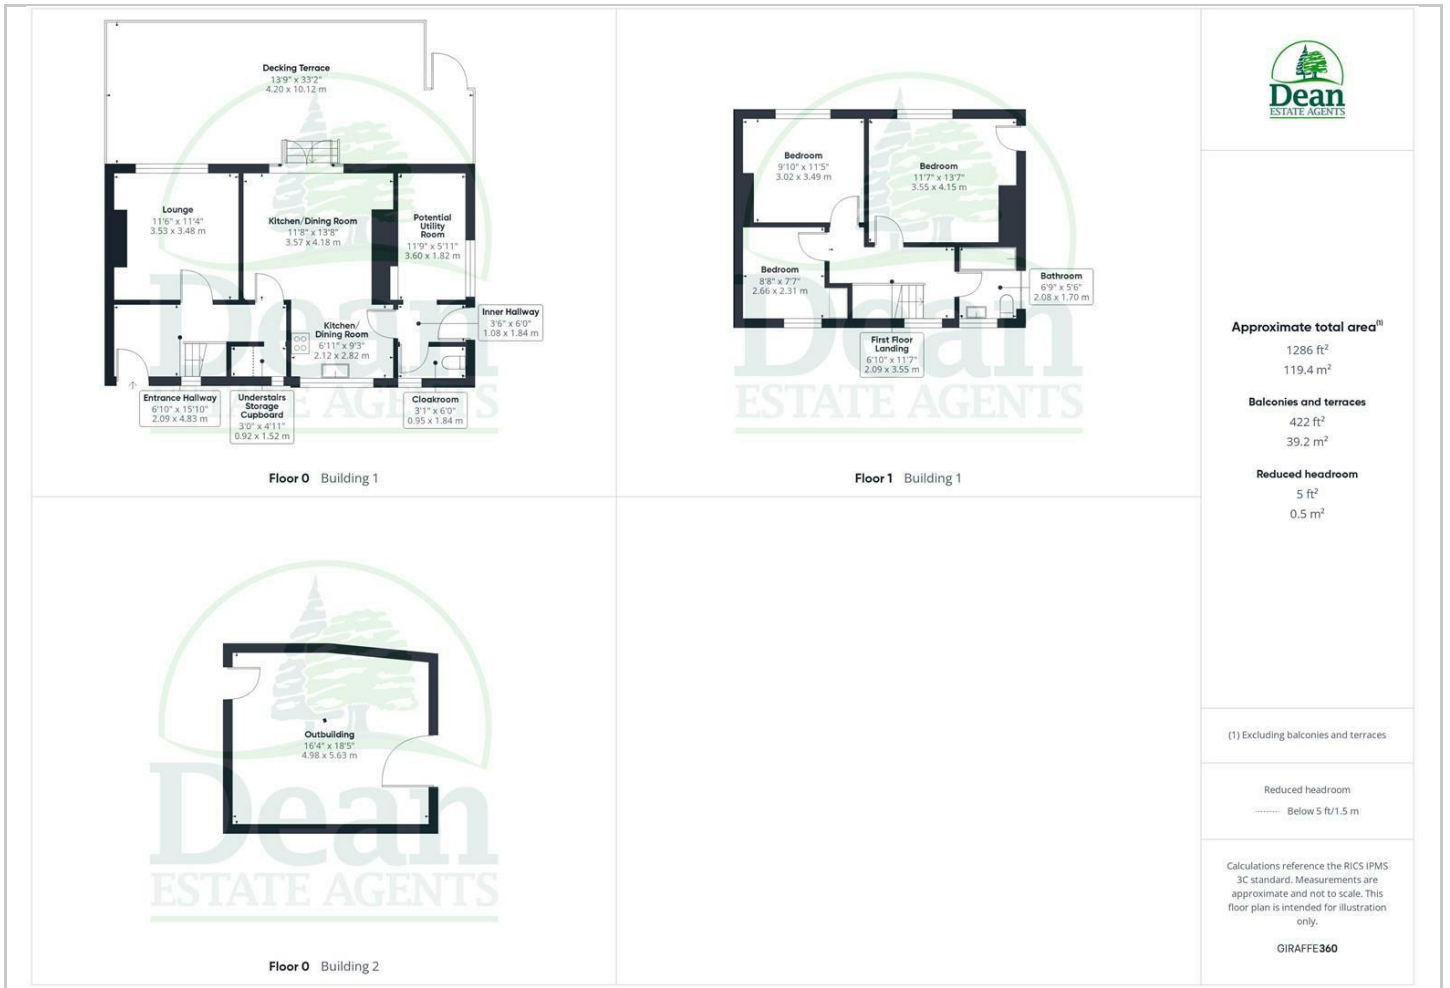 Decking Terrace
13'9" x 33'2"
4.20 x 10.12 m
Lounge
11'6" x 11'4"
3.53 x 3.48 m
Kitchen/Dining Room
11'8" x 13'8"
3.57 x 4.18 m
Potential
Utility
Room
11'9" x 5'11"
3.60 x 1.82 m
Inner Hallway
3'6" x 6'0"
1.08 x 1.84 m
Kitchen/
Dining Room
6'11" x 9'3"
2.12 x 2.82 m
Entrance Hallway
6'10" x 15'10"
2.09 x 4.83 m
Understairs
Storage
Cupboard
3'0" x 4'11"
0.92 x 1.52 m
Cloakroom
3'1" x 6'0"
0.95 x 1.84 m
Dean
ESTATE AGENTS
Floor 0 Building 1
Bedroom
9'10" x 11'5"
3.02 x 3.49 m
Bedroom
11'7" x 13'7"
3.55 x 4.15 m
Bedroom
8'8" x 7'7"
2.66 x 2.31 m
Bathroom
6'9" x 5'6"
2.08 x 1.70 m
First Floor
Landing
6'10" x 11'7"
2.09 x 3.55 m
Dean
ESTATE AGENTS
Floor 1 Building 1
Outbuilding
16'4" x 18'5"
4.98 x 5.63 m
Dean
ESTATE AGENTS
Floor 0 Building 2
Dean
ESTATE AGENTS
Approximate total area(1)
1286 ft²
119.4 m²
Balconies and terraces
422 ft²
39.2 m²
Reduced headroom
5 ft²
0.5 m²
(1) Excluding balconies and terraces
Reduced headroom
Below 5 ft/1.5 m
Calculations reference the RICS IPMS
3C standard. Measurements are
approximate and not to scale. This
floor plan is intended for illustration
only.
GIRAFFE360